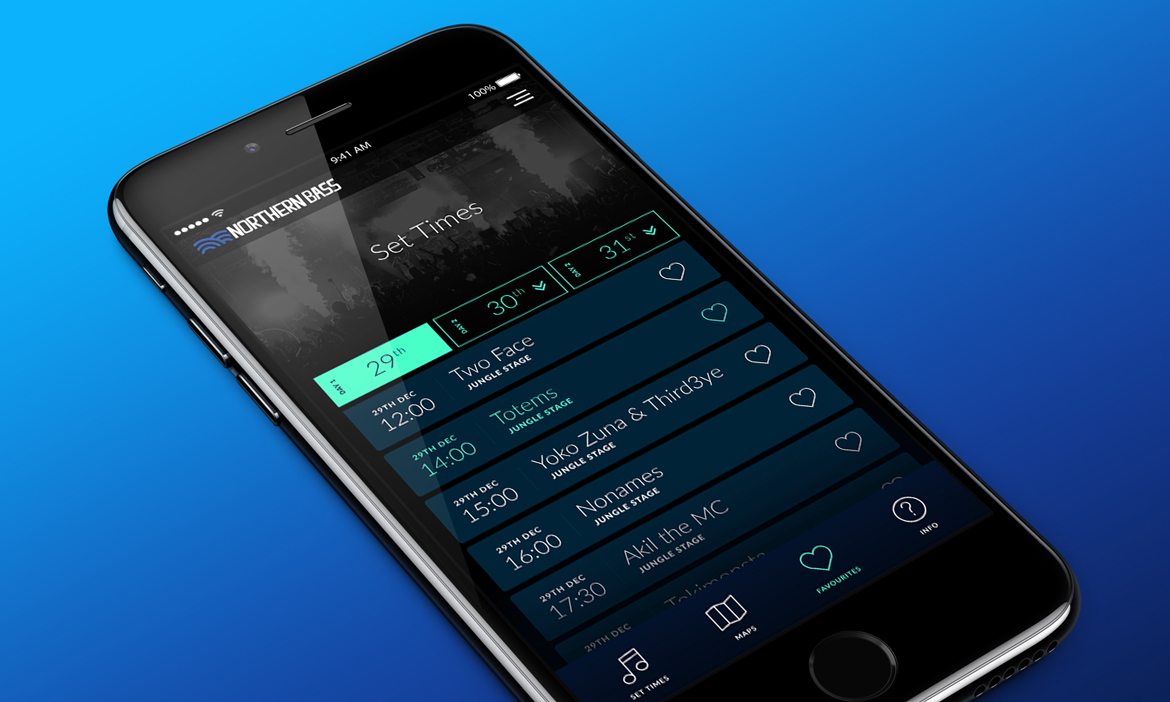 9:41 AM
100%
NORTHERN BASS
Set Times
DAY 1
29th
DAY 2
30th
DAY 2
31st
29TH DEC
12:00
Two Face
JUNGLE STAGE
29TH DEC
14:00
Totems
JUNGLE STAGE
29TH DEC
15:00
Yoko Zuna & Third3ye
JUNGLE STAGE
29TH DEC
16:00
Nonames
JUNGLE STAGE
29TH DEC
17:30
Akil the MC
JUNGLE STAGE
29TH DEC
SET TIMES
MAPS
FAVOURITES
INFO